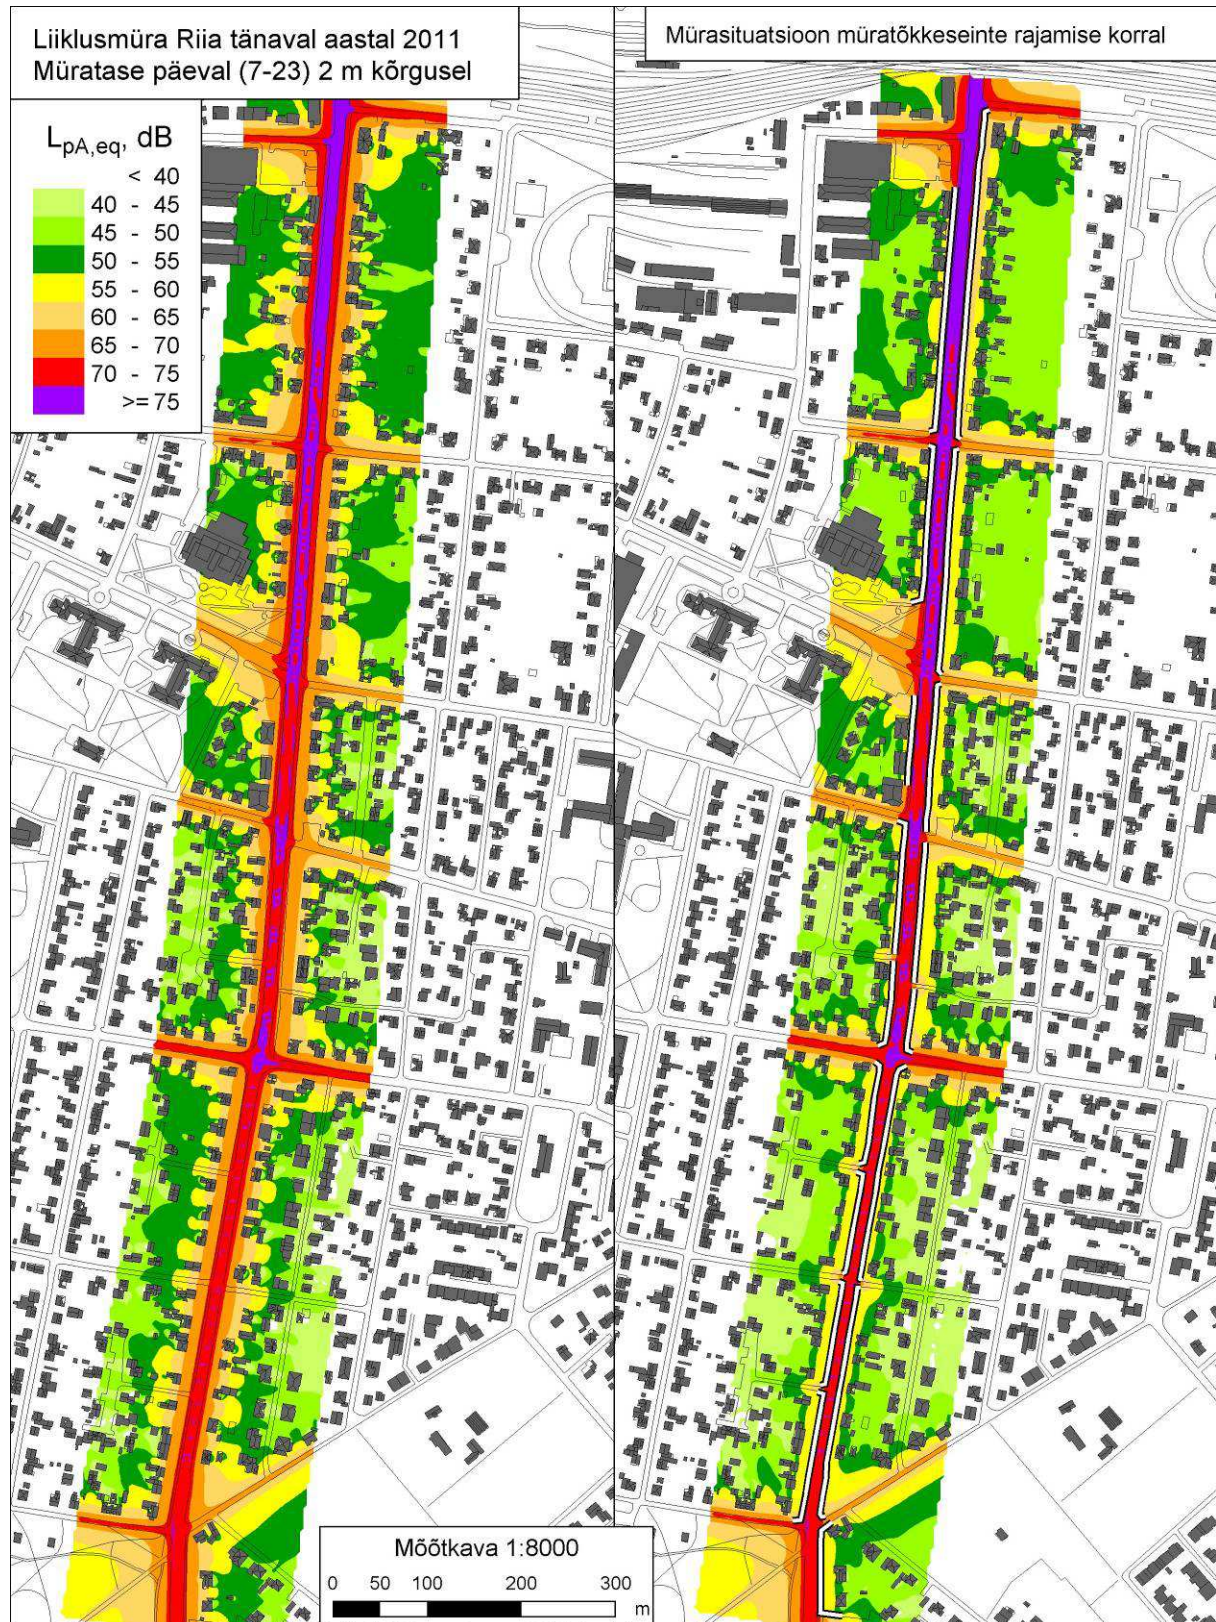 Liiklusmüra Riia tänaval aastal 2011
Müratase päeval (7-23) 2 m kõrgusel
Mürasituatsioon müratõkkeseinte rajamise korral
LpA,eq, dB
< 40
40 - 45
45 - 50
50 - 55
55 - 60
60 - 65
65 - 70
70 - 75
>= 75
Mõõtkava 1:8000
0 50 100 200 300
m